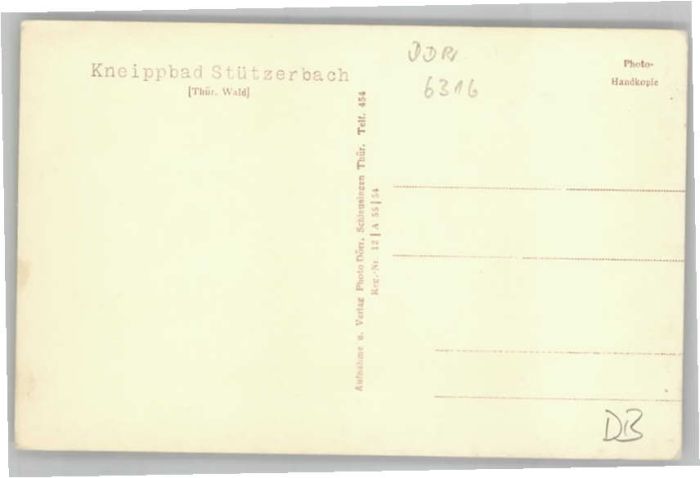 Kneippbad Stützerbach
[Thür. Wald]
DDR
6316
Photo-
Handkopie
Aufnahme u. Verlag Photo Dörr, Schleusingen Thür. Telf. 454
Reg.-Nr. 12 | A 55 | 54
DB